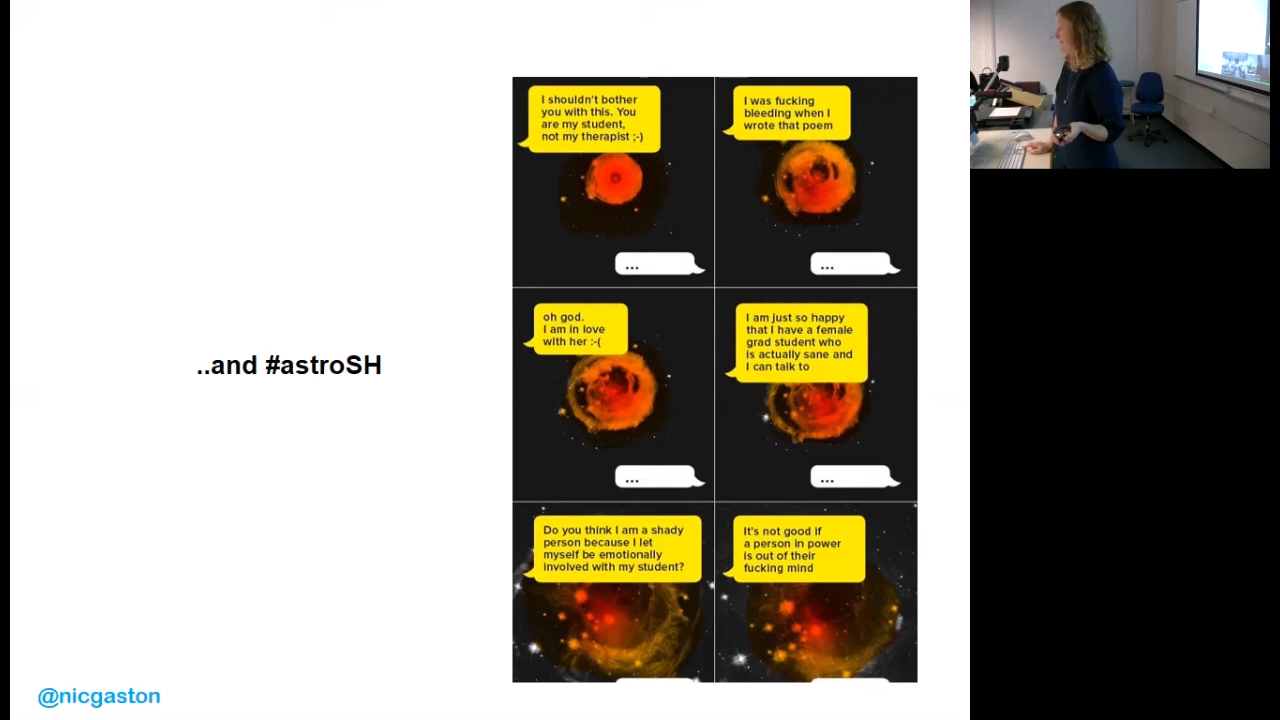 I shouldn't bother
you with this. You
are my student,
not my therapist ;-)
...
I was fucking
bleeding when I
wrote that poem
...
oh god.
I am in love
with her :-(
...
I am just so happy
that I have a female
grad student who
is actually sane and
I can talk to
...
..and #astroSH
Do you think I am a shady
person because I let
myself be emotionally
involved with my student?
It's not good if
a person in power
is out of their
fucking mind
@nicgaston